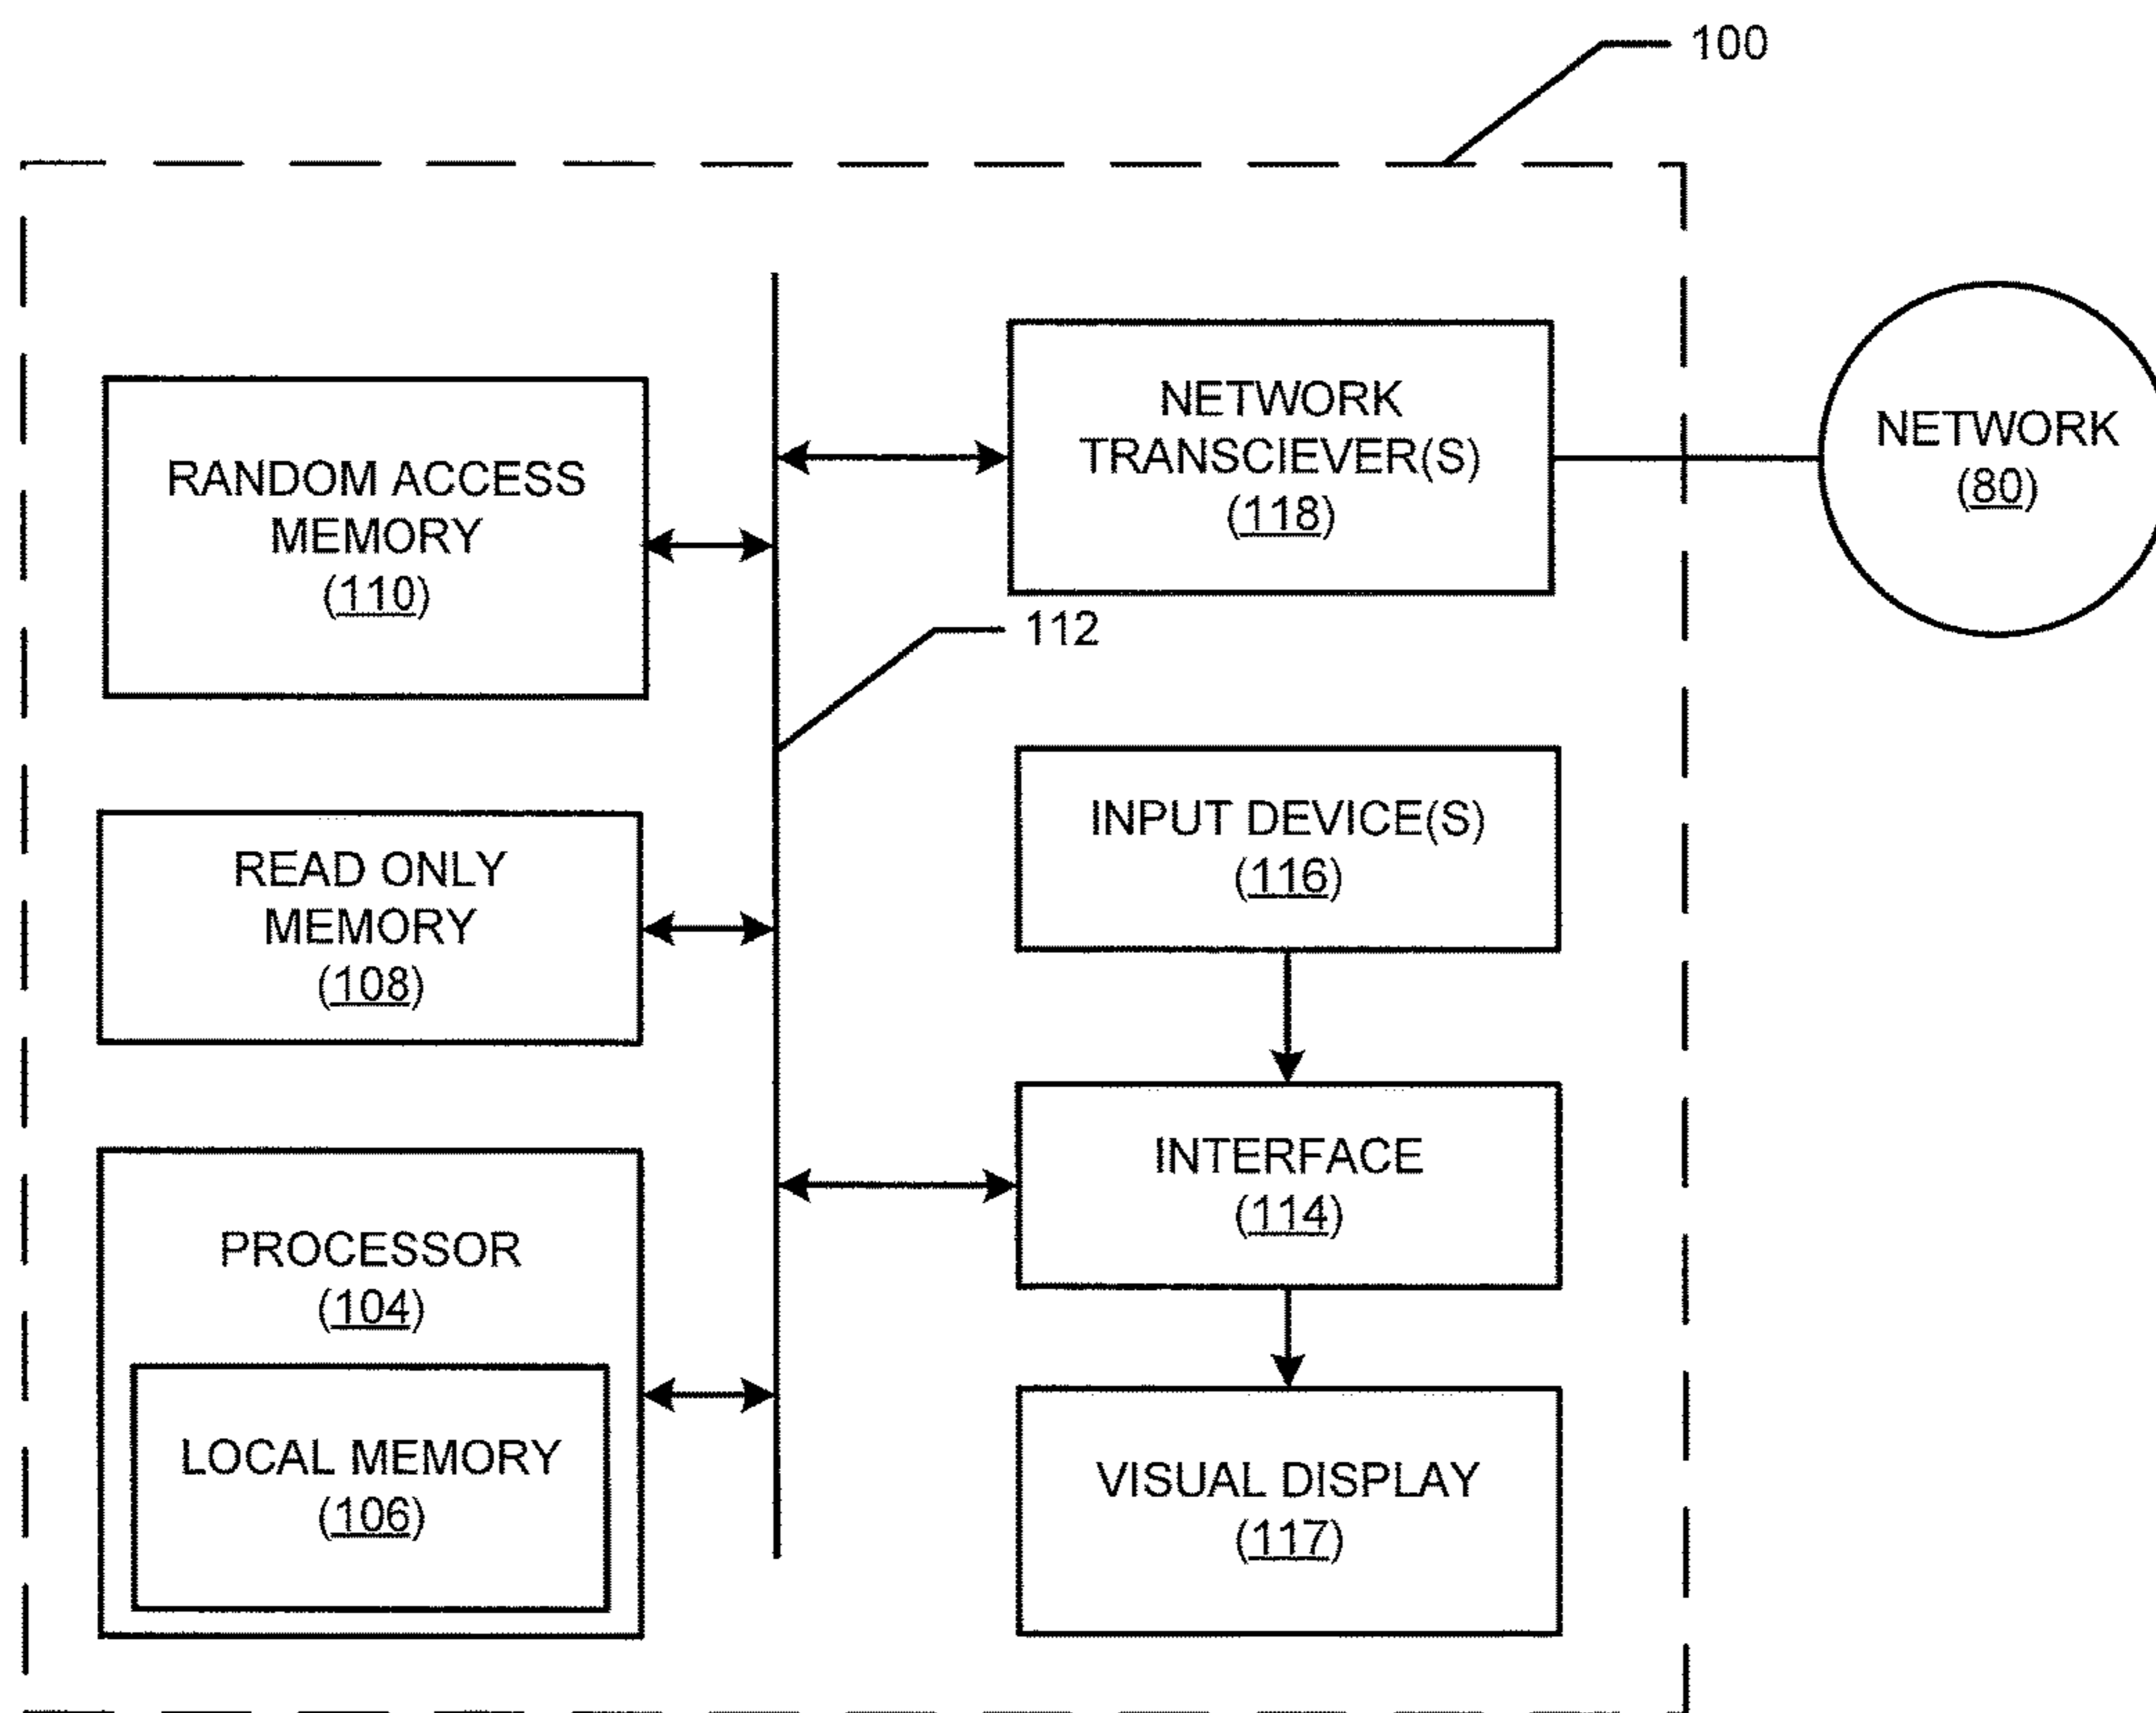 100
RANDOM ACCESS
MEMORY
(110)
NETWORK
TRANSCIEVER(S)
(118)
NETWORK
(80)
112
READ ONLY
MEMORY
(108)
INPUT DEVICE(S)
(116)
PROCESSOR
(104)
LOCAL MEMORY
(106)
INTERFACE
(114)
VISUAL DISPLAY
(117)